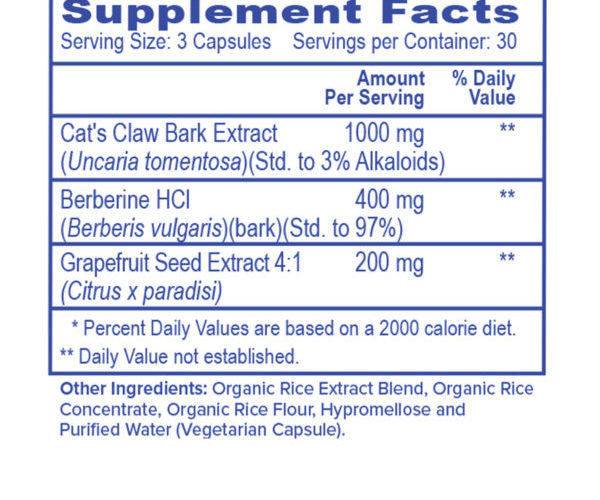 Supplement Facts
Serving Size: 3 Capsules Servings per Container: 30
Amount % Daily
Per Serving Value
Cat's Claw Bark Extract 1000 mg **
(Uncaria tomentosa)(Std. to 3% Alkaloids)
Berberine HCl 400 mg **
(Berberis vulgaris)(bark)(Std. to 97%)
Grapefruit Seed Extract 4:1 200 mg **
(Citrus x paradisi)
* Percent Daily Values are based on a 2000 calorie diet.
** Daily Value not established.
Other Ingredients: Organic Rice Extract Blend, Organic Rice
Concentrate, Organic Rice Flour, Hypromellose and
Purified Water (Vegetarian Capsule).